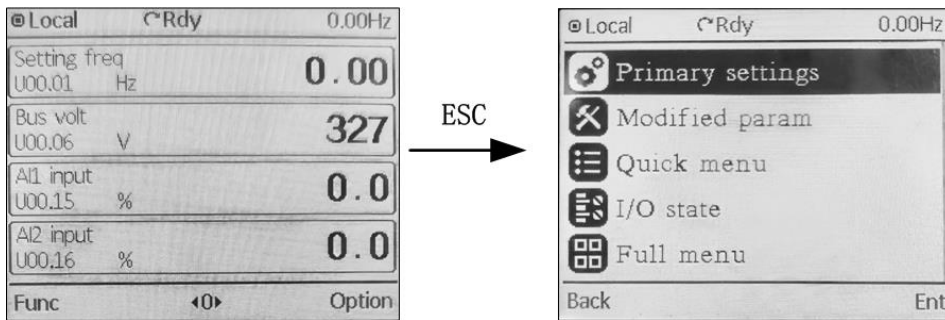 Local Rdy 0.00Hz
Setting freq
U00.01 Hz 0.00
Bus volt
U00.06 V 327
AI1 input
U00.15 % 0.0
AI2 input
U00.16 % 0.0
Func 0 Option
ESC
Local Rdy 0.00Hz
Primary settings
Modified param
Quick menu
I/O state
Full menu
Back Ent